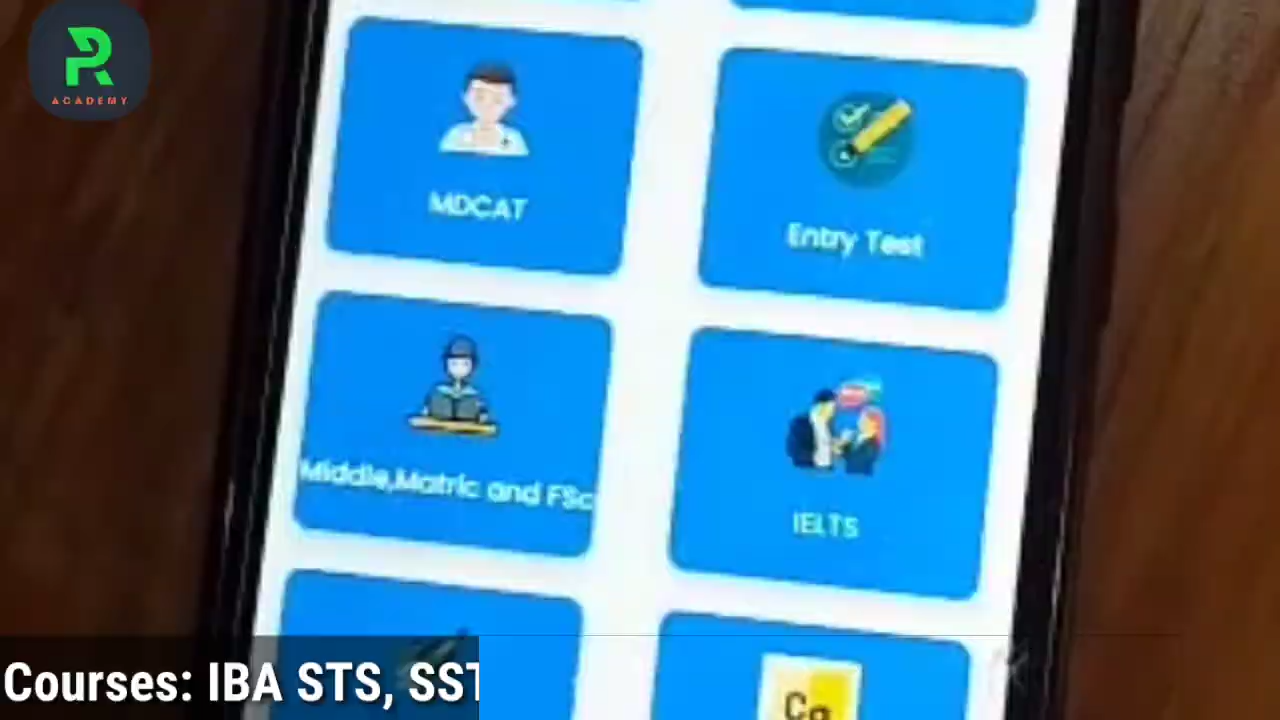 ACADEMY
MDCAT
Entry Test
Middle,Matric and FSc
IELTS
Courses: IBA STS, SST